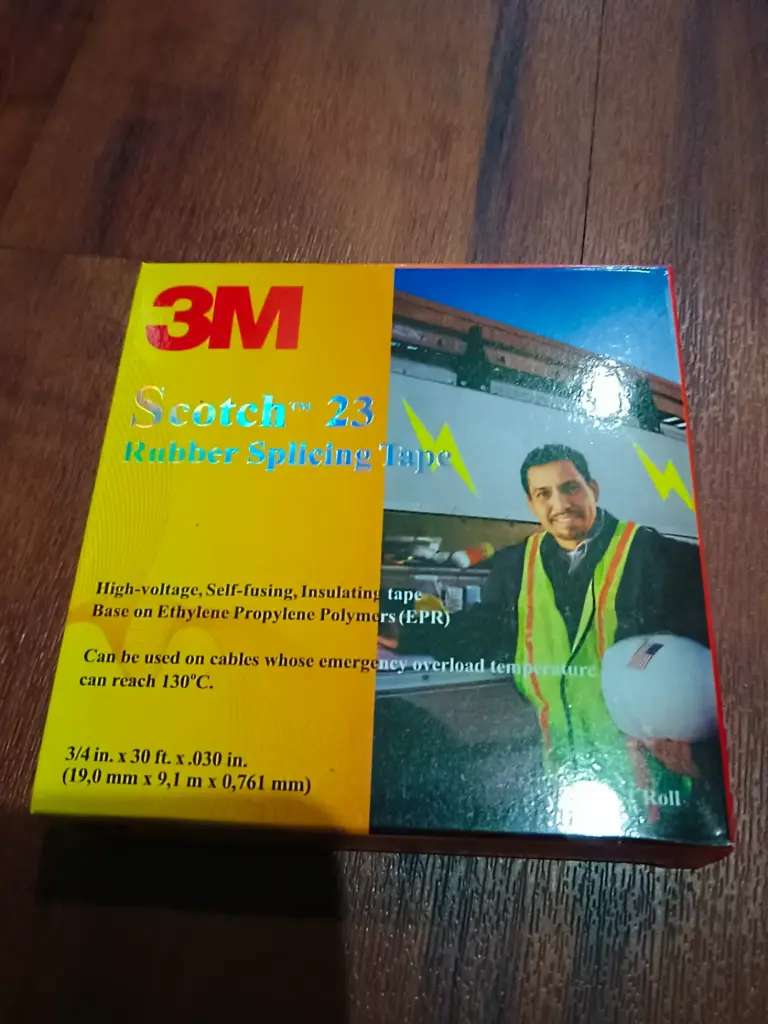 3M
Scotch™ 23
Rubber Splicing Tape
High-voltage, Self-fusing, Insulating tape
Base on Ethylene Propylene Polymers (EPR)
Can be used on cables whose emergency overload temperature
can reach 130°C.
3/4 in. x 30 ft. x .030 in.
(19,0 mm x 9,1 m x 0,761 mm)
Roll